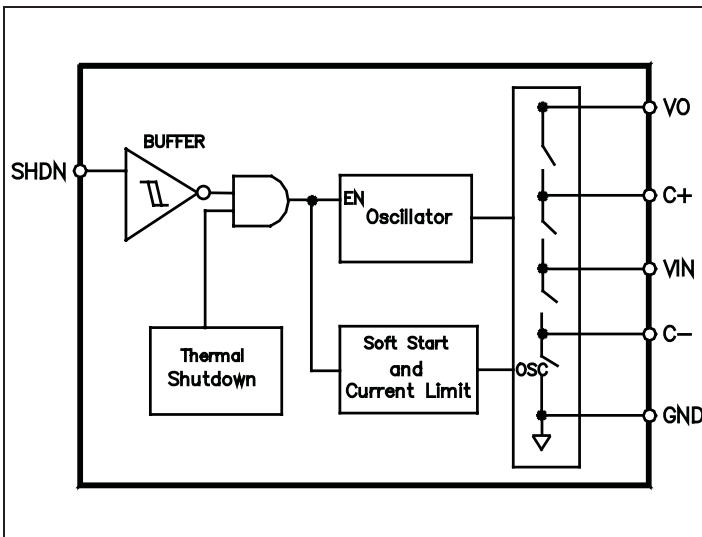 BUFFER
SHDN
EN
Oscillator
Thermal
Shutdown
Soft Start
and
Current Limit
OSC
VO
C+
VIN
C−
GND